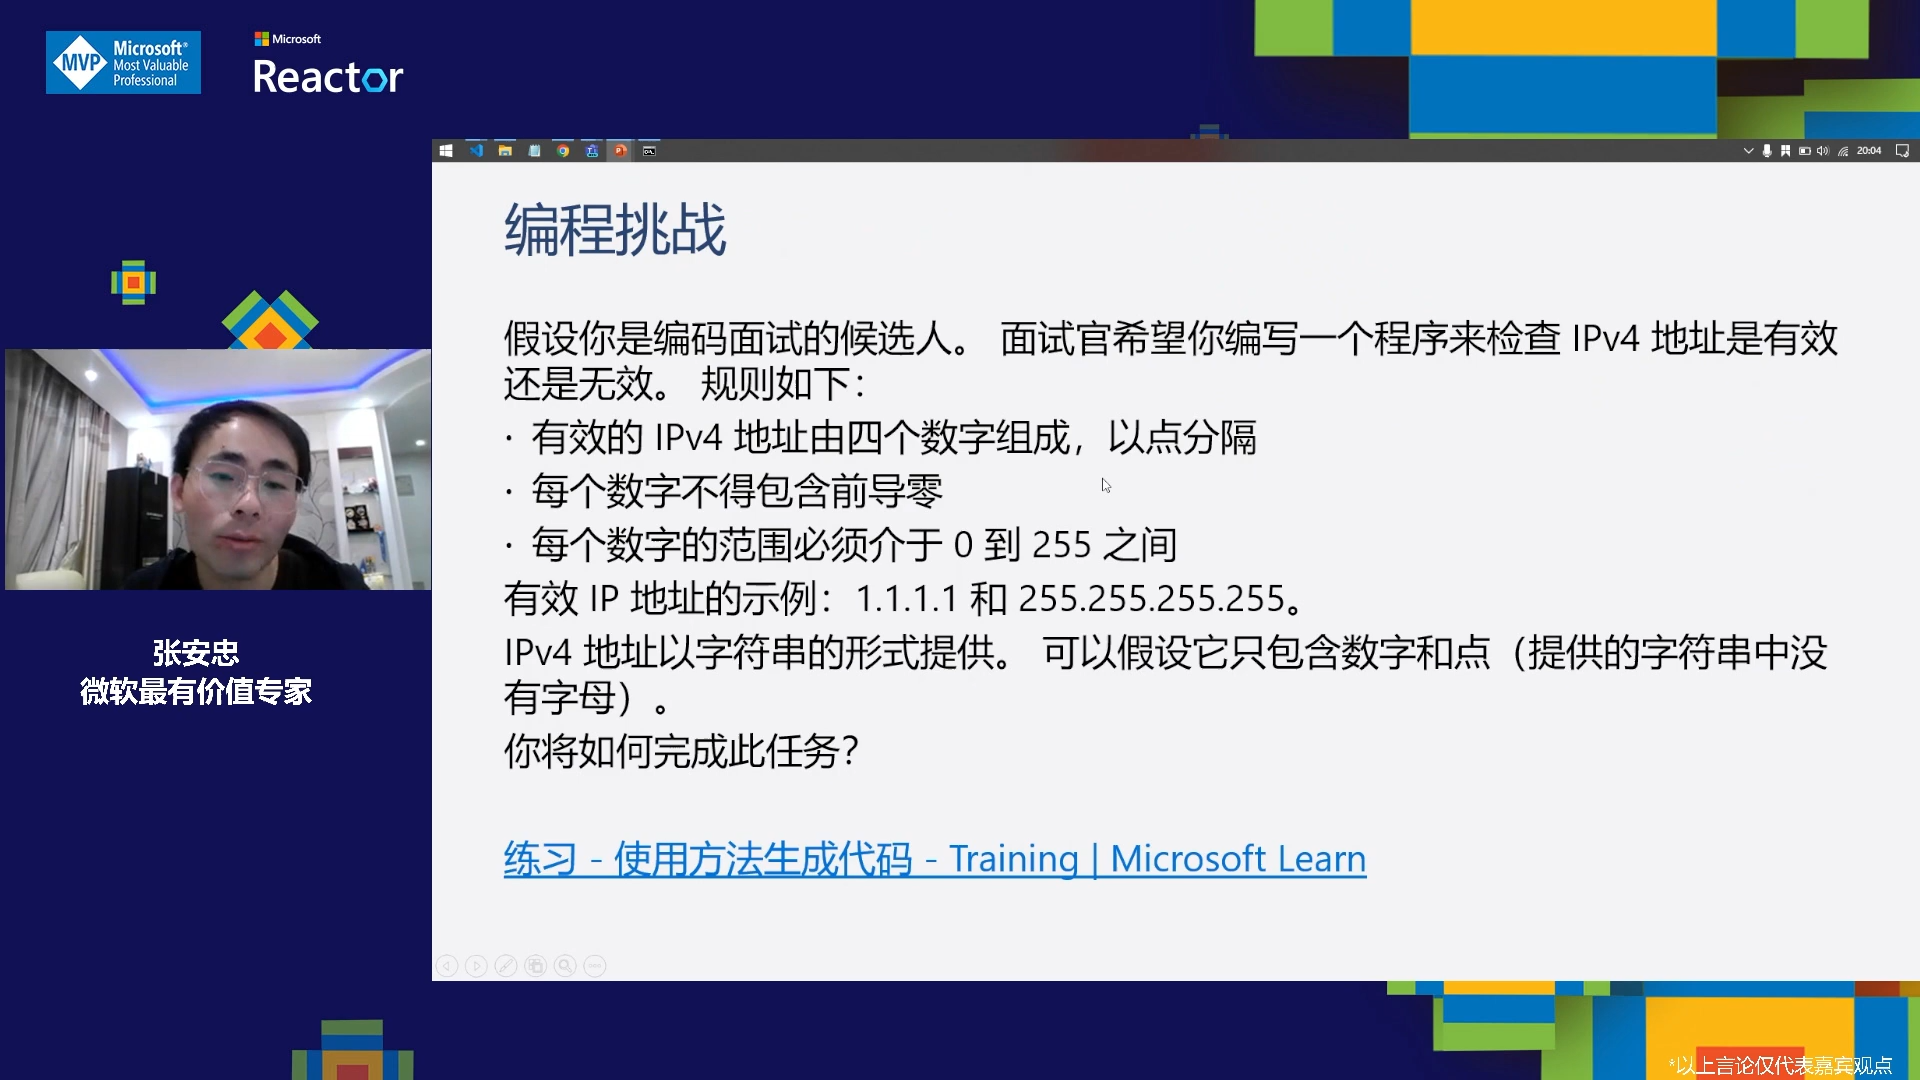 MVP
Microsoft®
Most Valuable
Professional
Microsoft
Reactor
20:04
编程挑战
假设你是编码面试的候选人。 面试官希望你编写一个程序来检查 IPv4 地址是有效
还是无效。 规则如下：
· 有效的 IPv4 地址由四个数字组成，以点分隔
· 每个数字不得包含前导零
· 每个数字的范围必须介于 0 到 255 之间
有效 IP 地址的示例：1.1.1.1 和 255.255.255.255。
IPv4 地址以字符串的形式提供。 可以假设它只包含数字和点（提供的字符串中没
有字母）。
你将如何完成此任务？
练习 - 使用方法生成代码 - Training | Microsoft Learn
张安忠
微软最有价值专家
*以上言论仅代表嘉宾观点